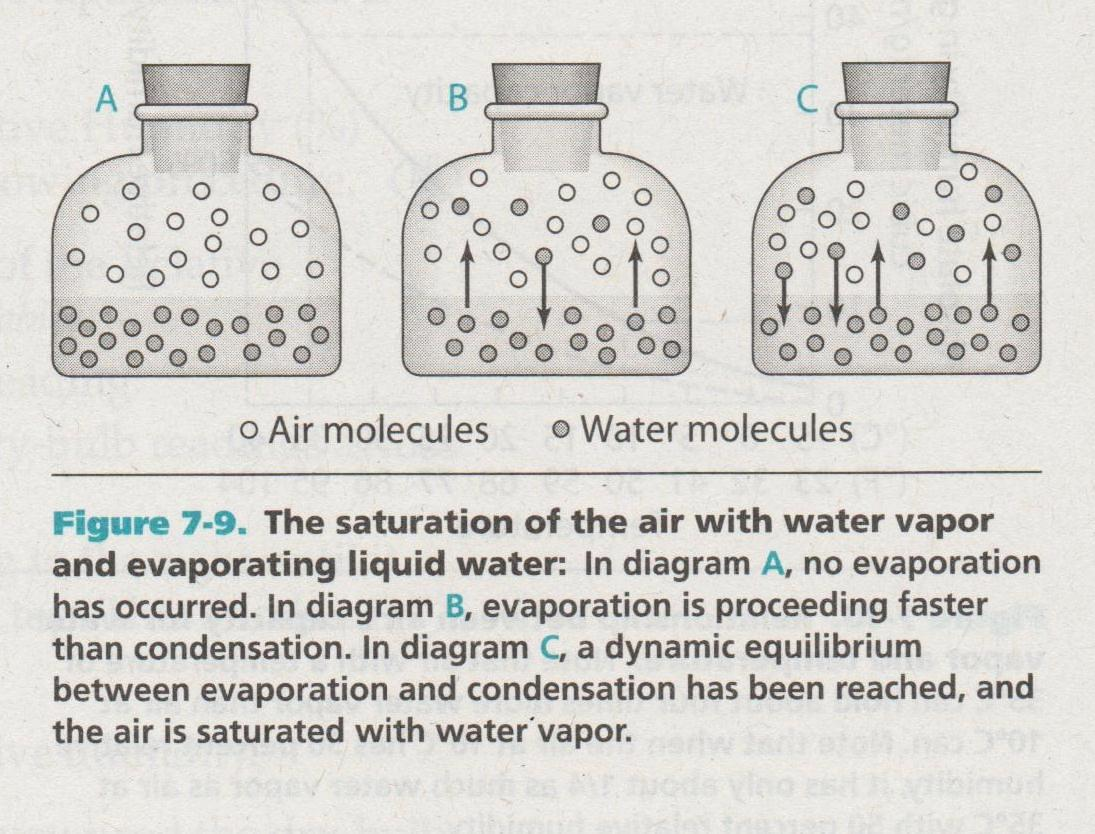 A B C
Air molecules Water molecules
Figure 7-9. The saturation of the air with water vapor
and evaporating liquid water: In diagram A, no evaporation
has occurred. In diagram B, evaporation is proceeding faster
than condensation. In diagram C, a dynamic equilibrium
between evaporation and condensation has been reached, and
the air is saturated with water vapor.